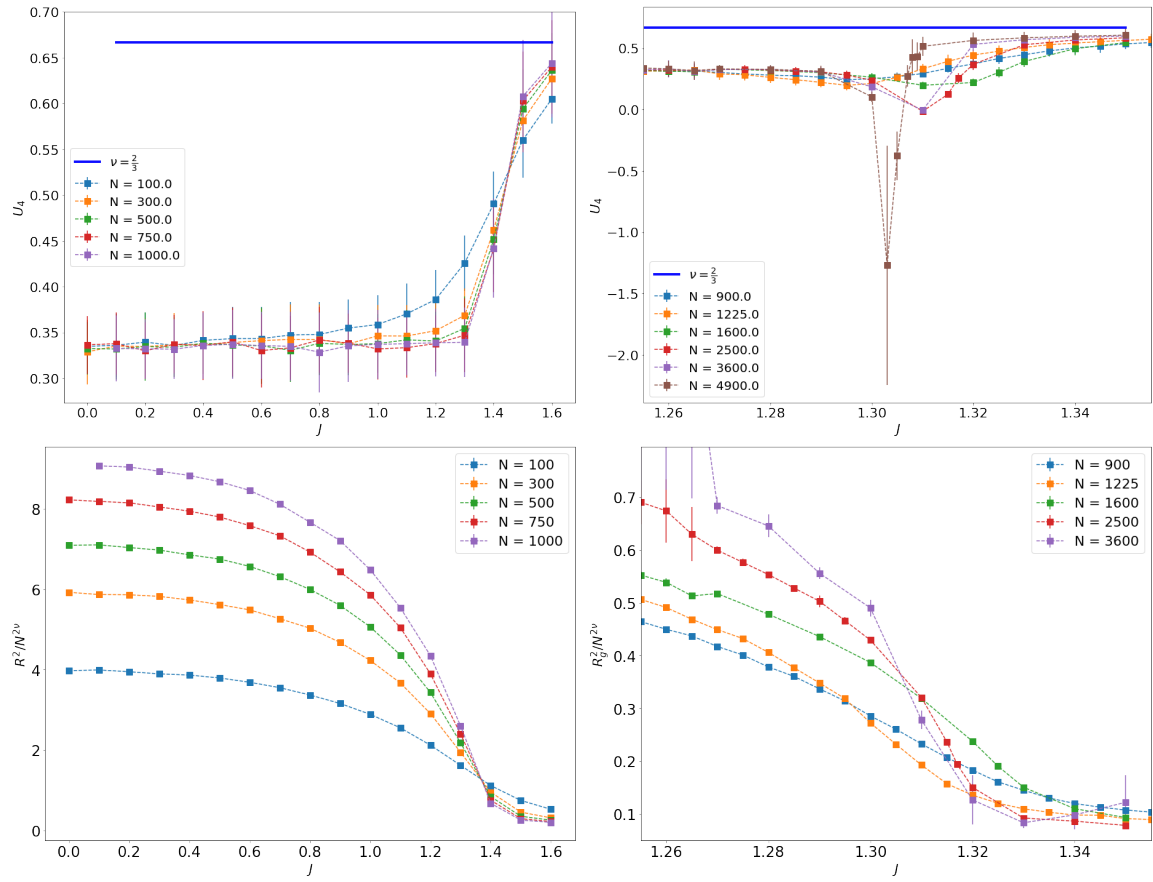 0.70
0.65
0.60
0.55
0.50
0.45
0.40
0.35
0.30
U₄
ν = 2/3
N = 100.0
N = 300.0
N = 500.0
N = 750.0
N = 1000.0
0.0 0.2 0.4 0.6 0.8 1.0 1.2 1.4 1.6
J
0.5
0.0
−0.5
−1.0
−1.5
−2.0
U₄
ν = 2/3
N = 900.0
N = 1225.0
N = 1600.0
N = 2500.0
N = 3600.0
N = 4900.0
1.26 1.28 1.30 1.32 1.34
J
8
6
4
2
0
R²/N²ᵛ
N = 100
N = 300
N = 500
N = 750
N = 1000
0.0 0.2 0.4 0.6 0.8 1.0 1.2 1.4 1.6
J
0.7
0.6
0.5
0.4
0.3
0.2
0.1
R_g²/N²ᵛ
N = 900
N = 1225
N = 1600
N = 2500
N = 3600
1.26 1.28 1.30 1.32 1.34
J